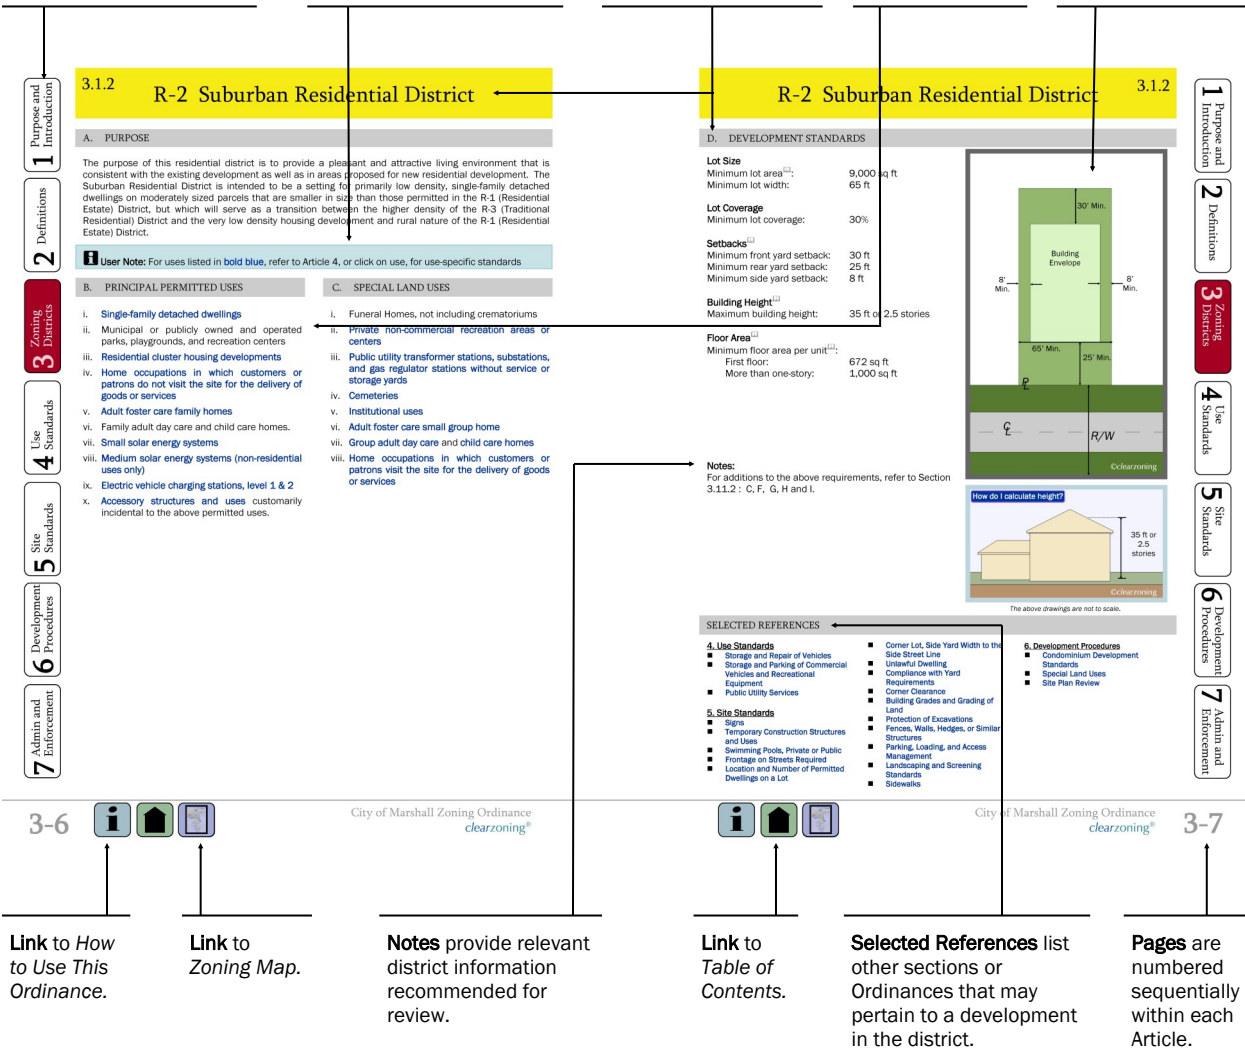 3.1.2
R-2 Suburban Residential District
A. PURPOSE
The purpose of this residential district is to provide a pleasant and attractive living environment that is
consistent with the existing development as well as in areas proposed for new residential development. The
Suburban Residential District is intended to be a setting for primarily low density, single-family detached
dwellings on moderately sized parcels that are smaller in size than those permitted in the R-1 (Residential
Estate) District, but which will serve as a transition between the higher density of the R-3 (Traditional
Residential) District and the very low density housing development and rural nature of the R-1 (Residential
Estate) District.
User Note: For uses listed in bold blue, refer to Article 4, or click on use, for use-specific standards
B. PRINCIPAL PERMITTED USES
i. Single-family detached dwellings
ii. Municipal or publicly owned and operated
parks, playgrounds, and recreation centers
iii. Residential cluster housing developments
iv. Home occupations in which customers or
patrons do not visit the site for the delivery of
goods or services
v. Adult foster care family homes
vi. Family adult day care and child care homes.
vii. Small solar energy systems
viii. Medium solar energy systems (non-residential
uses only)
ix. Electric vehicle charging stations, level 1 & 2
x. Accessory structures and uses customarily
incidental to the above permitted uses.
C. SPECIAL LAND USES
i. Funeral Homes, not including crematoriums
ii. Private non-commercial recreation areas or
centers
iii. Public utility transformer stations, substations,
and gas regulator stations without service or
storage yards
iv. Cemeteries
v. Institutional uses
vi. Adult foster care small group home
vii. Group adult day care and child care homes
viii. Home occupations in which customers or
patrons visit the site for the delivery of goods
or services
1 Purpose and
Introduction
2 Definitions
3 Zoning
Districts
4 Use
Standards
5 Site
Standards
6 Development
Procedures
7 Admin and
Enforcement
3-6
City of Marshall Zoning Ordinance
clearzoning®
R-2 Suburban Residential District
3.1.2
D. DEVELOPMENT STANDARDS
Lot Size
Minimum lot area: 9,000 sq ft
Minimum lot width: 65 ft
Lot Coverage
Minimum lot coverage: 30%
Setbacks
Minimum front yard setback: 30 ft
Minimum rear yard setback: 25 ft
Minimum side yard setback: 8 ft
Building Height
Maximum building height: 35 ft or 2.5 stories
Floor Area
Minimum floor area per unit:
First floor: 672 sq ft
More than one-story: 1,000 sq ft
Notes:
For additions to the above requirements, refer to Section
3.11.2 : C, F, G, H and I.
30' Min.
Building
Envelope
8'
Min.
8'
Min.
65' Min.
25' Min.
PL
CL
R/W
©clearzoning
How do I calculate height?
35 ft or
2.5
stories
©clearzoning
The above drawings are not to scale.
SELECTED REFERENCES
4. Use Standards
■ Storage and Repair of Vehicles
■ Storage and Parking of Commercial
Vehicles and Recreational
Equipment
■ Public Utility Services
5. Site Standards
■ Signs
■ Temporary Construction Structures
and Uses
■ Swimming Pools, Private or Public
■ Frontage on Streets Required
■ Location and Number of Permitted
Dwellings on a Lot
■ Corner Lot, Side Yard Width to the
Side Street Line
■ Unlawful Dwelling
■ Compliance with Yard
Requirements
■ Corner Clearance
■ Building Grades and Grading of
Land
■ Protection of Excavations
■ Fences, Walls, Hedges, or Similar
Structures
■ Parking, Loading, and Access
Management
■ Landscaping and Screening
Standards
■ Sidewalks
6. Development Procedures
■ Condominium Development
Standards
■ Special Land Uses
■ Site Plan Review
1 Purpose and
Introduction
2 Definitions
3 Zoning
Districts
4 Use
Standards
5 Site
Standards
6 Development
Procedures
7 Admin and
Enforcement
City of Marshall Zoning Ordinance
clearzoning®
3-7
Link to How
to Use This
Ordinance.
Link to
Zoning Map.
Notes provide relevant
district information
recommended for
review.
Link to
Table of
Contents.
Selected References list
other sections or
Ordinances that may
pertain to a development
in the district.
Pages are
numbered
sequentially
within each
Article.